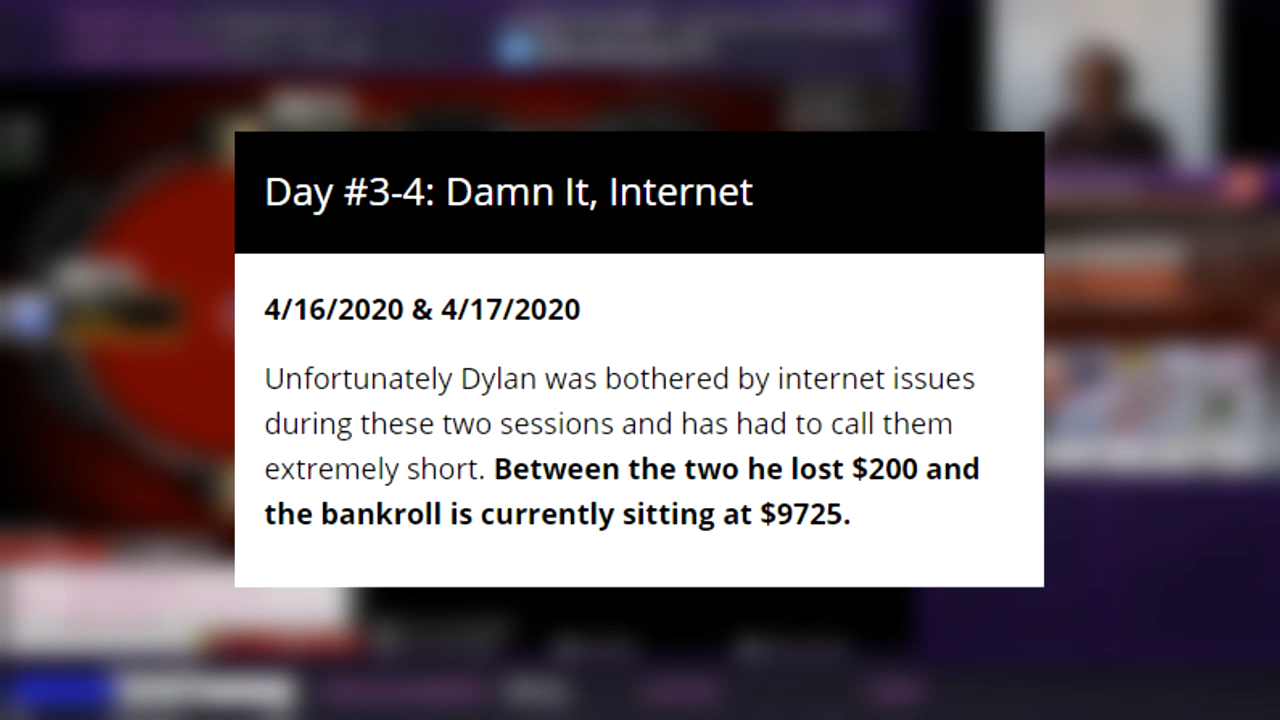 Day #3-4: Damn It, Internet
4/16/2020 & 4/17/2020
Unfortunately Dylan was bothered by internet issues
during these two sessions and has had to call them
extremely short. Between the two he lost $200 and
the bankroll is currently sitting at $9725.